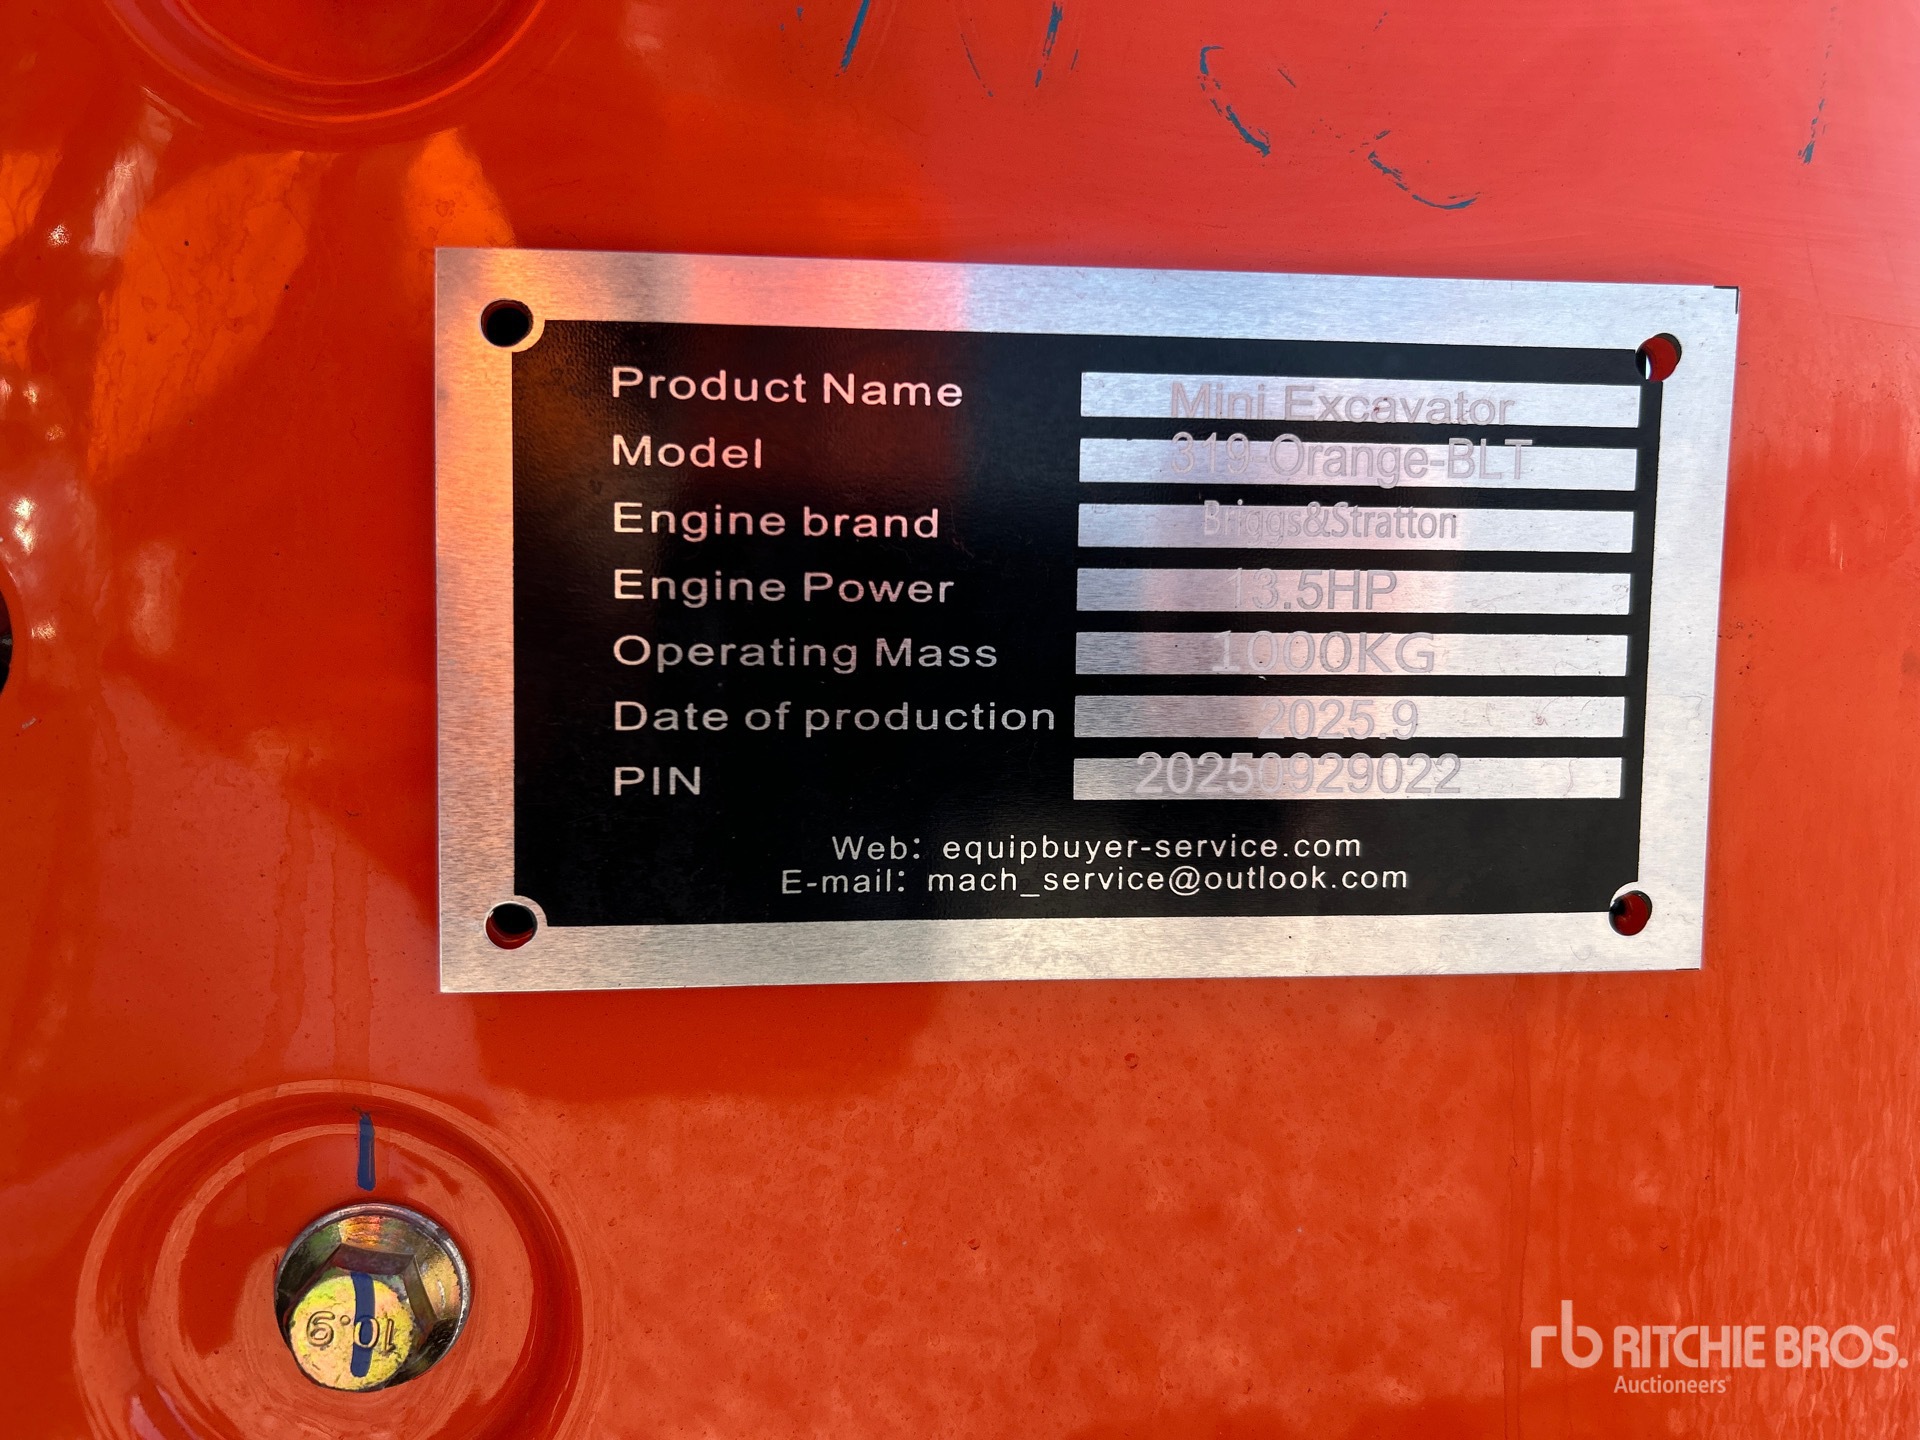 Product Name Mini Excavator
Model 319 Orange-BLT
Engine brand Briggs&Stratton
Engine Power 13.5HP
Operating Mass 1000KG
Date of production 2025.9
PIN 20250929022
Web: equipbuyer-service.com
E-mail: mach_service@outlook.com
10.9
rb RITCHIE BROS.
Auctioneers